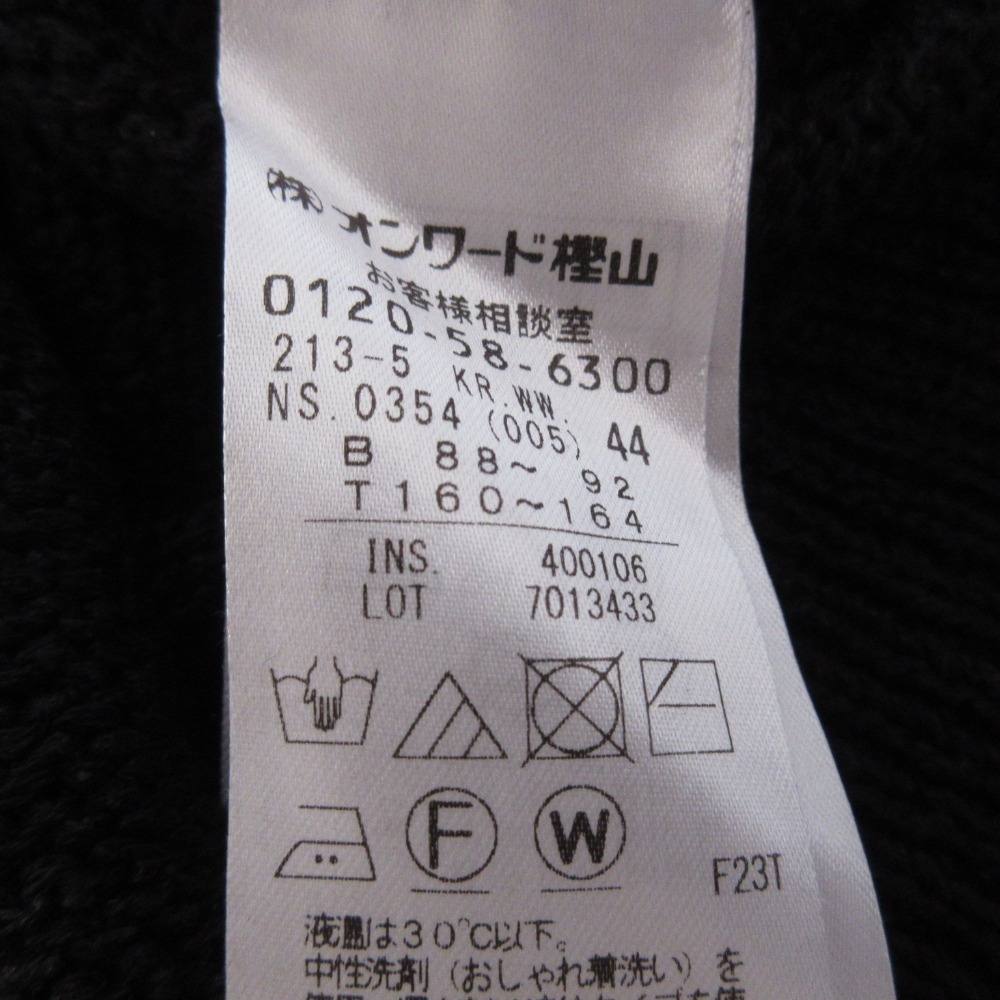 (株) オンワード樫山
お客様相談室
0120-58-6300
213-5 KR.WW.
NS.0354 (005) 44
B 88~92
T 160~164
INS. 400106
LOT 7013433
F W F23T
液温は30℃以下。
中性洗剤(おしゃれ着洗い)を